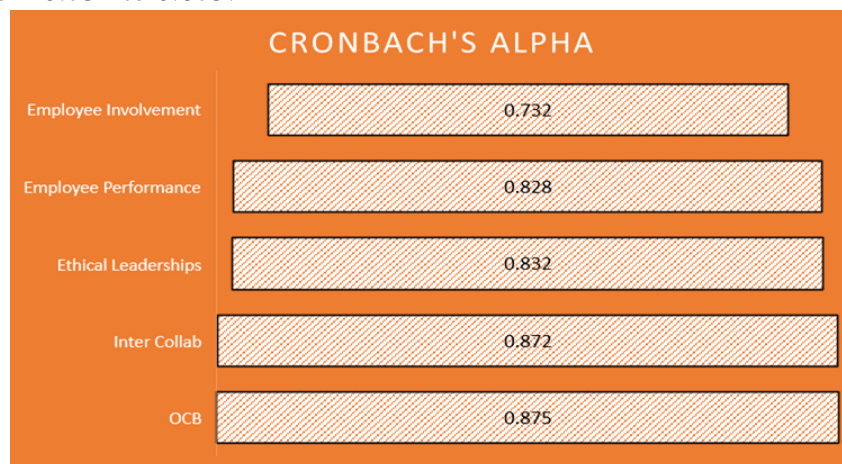 CRONBACH'S ALPHA
Employee Involvement 0.732
Employee Performance 0.828
Ethical Leaderships 0.832
Inter Collab 0.872
OCB 0.875